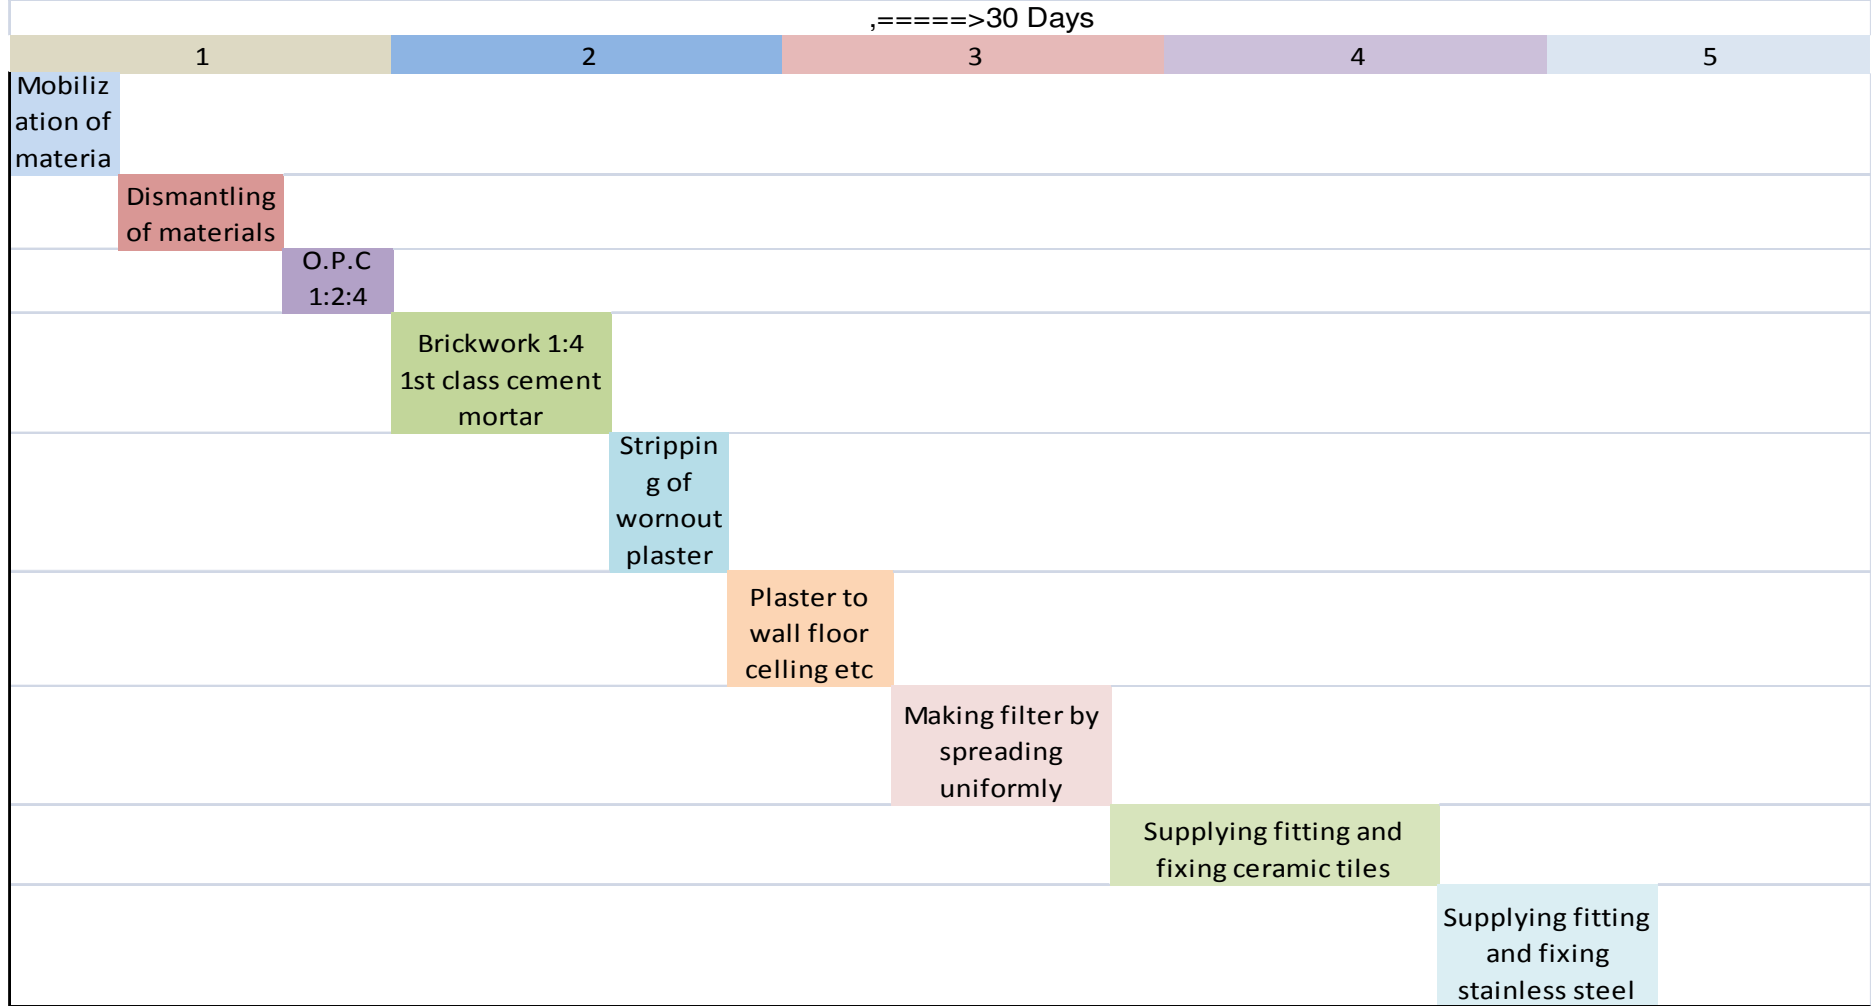 ,=====>30 Days
1 2 3 4 5
Mobiliz
ation of
materia
Dismantling
of materials
O.P.C
1:2:4
Brickwork 1:4
1st class cement
mortar
Strippin
g of
wornout
plaster
Plaster to
wall floor
celling etc
Making filter by
spreading
uniformly
Supplying fitting and
fixing ceramic tiles
Supplying fitting
and fixing
stainless steel